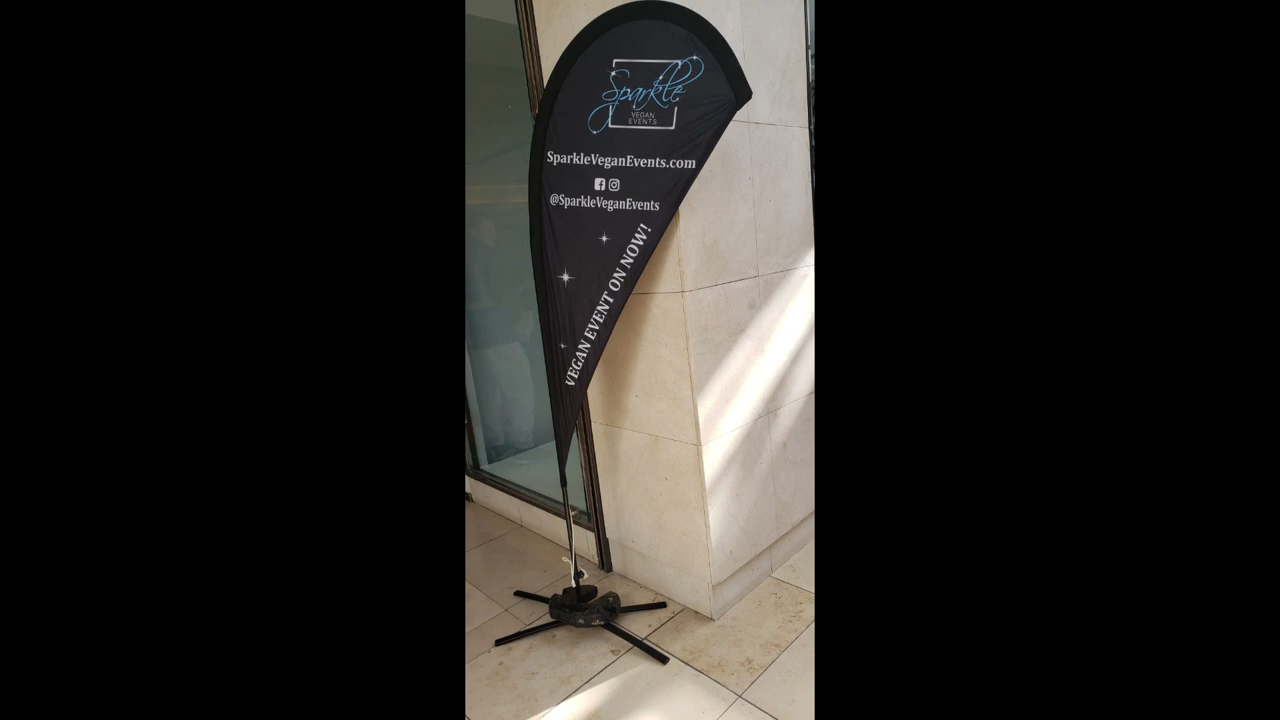 Sparkle
VEGAN
EVENTS
SparkleVeganEvents.com
@SparkleVeganEvents
VEGAN EVENT ON NOW!